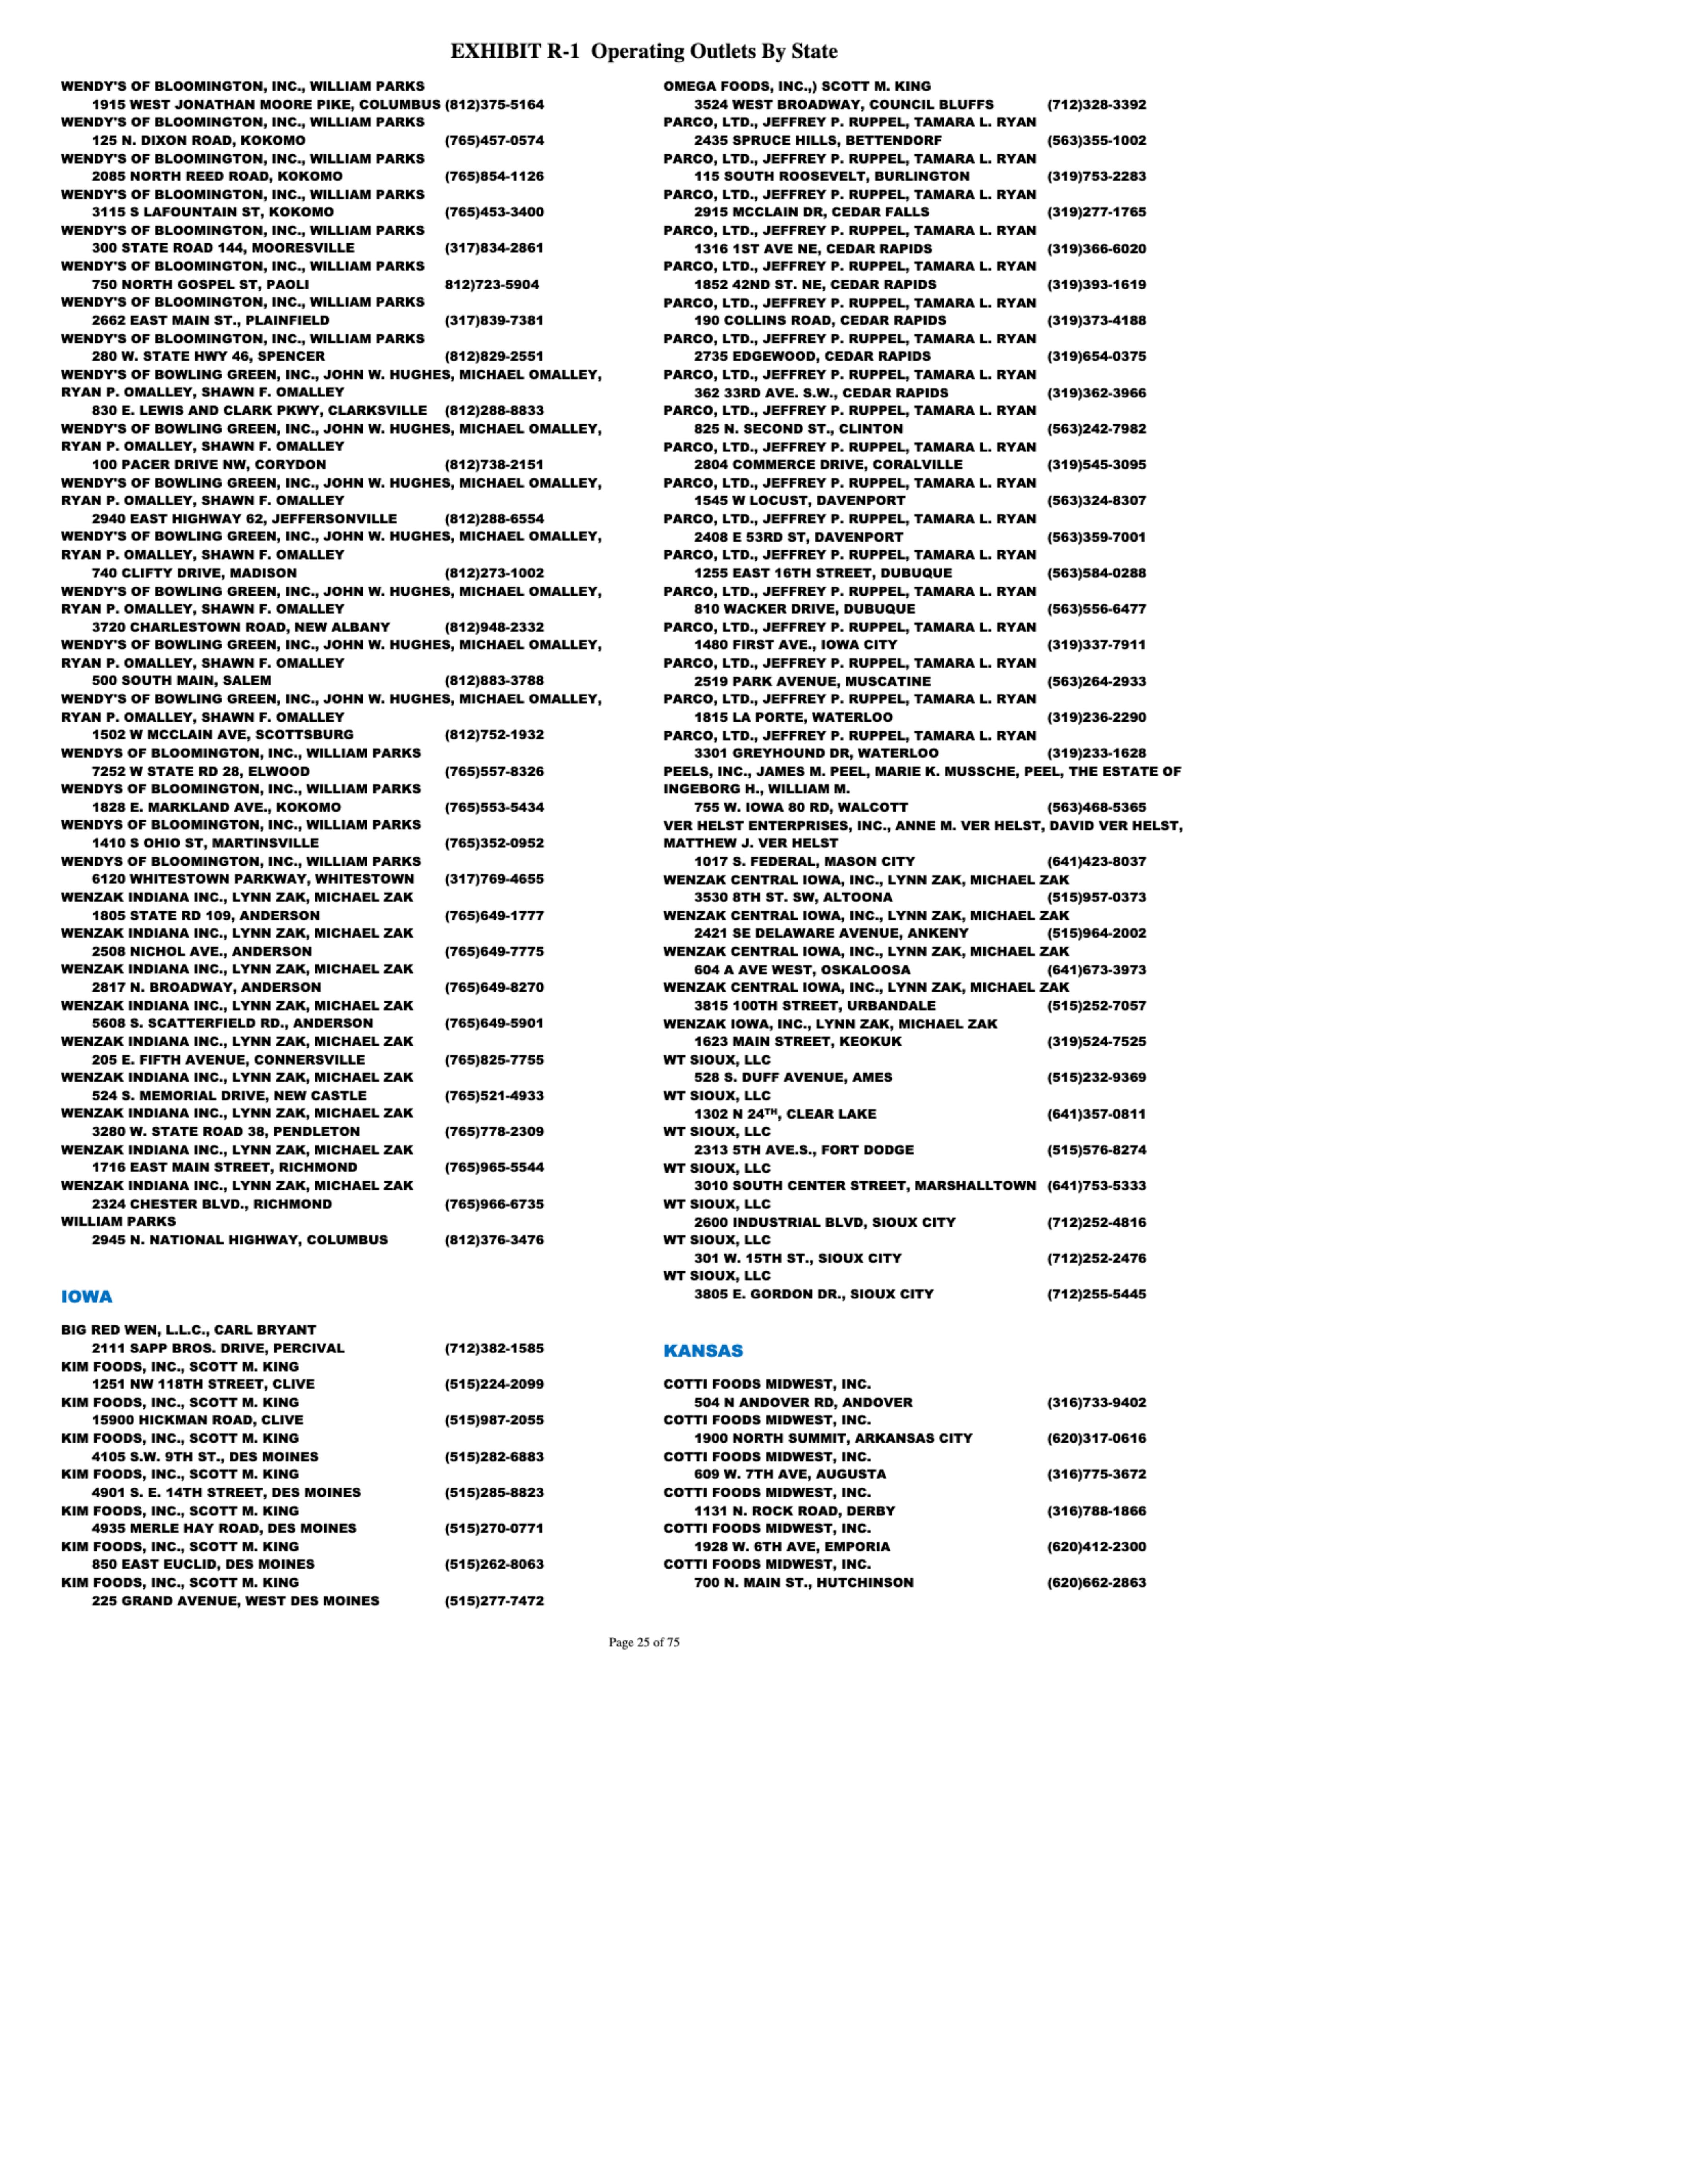 EXHIBIT R-1  Operating Outlets By State
WENDY'S OF BLOOMINGTON, INC., WILLIAM PARKS
1915 WEST JONATHAN MOORE PIKE, COLUMBUS (812)375-5164
WENDY'S OF BLOOMINGTON, INC., WILLIAM PARKS
125 N. DIXON ROAD, KOKOMO (765)457-0574
WENDY'S OF BLOOMINGTON, INC., WILLIAM PARKS
2085 NORTH REED ROAD, KOKOMO (765)854-1126
WENDY'S OF BLOOMINGTON, INC., WILLIAM PARKS
3115 S LAFOUNTAIN ST, KOKOMO (765)453-3400
WENDY'S OF BLOOMINGTON, INC., WILLIAM PARKS
300 STATE ROAD 144, MOORESVILLE (317)834-2861
WENDY'S OF BLOOMINGTON, INC., WILLIAM PARKS
750 NORTH GOSPEL ST, PAOLI 812)723-5904
WENDY'S OF BLOOMINGTON, INC., WILLIAM PARKS
2662 EAST MAIN ST., PLAINFIELD (317)839-7381
WENDY'S OF BLOOMINGTON, INC., WILLIAM PARKS
280 W. STATE HWY 46, SPENCER (812)829-2551
WENDY'S OF BOWLING GREEN, INC., JOHN W. HUGHES, MICHAEL OMALLEY,
RYAN P. OMALLEY, SHAWN F. OMALLEY
830 E. LEWIS AND CLARK PKWY, CLARKSVILLE (812)288-8833
WENDY'S OF BOWLING GREEN, INC., JOHN W. HUGHES, MICHAEL OMALLEY,
RYAN P. OMALLEY, SHAWN F. OMALLEY
100 PACER DRIVE NW, CORYDON (812)738-2151
WENDY'S OF BOWLING GREEN, INC., JOHN W. HUGHES, MICHAEL OMALLEY,
RYAN P. OMALLEY, SHAWN F. OMALLEY
2940 EAST HIGHWAY 62, JEFFERSONVILLE (812)288-6554
WENDY'S OF BOWLING GREEN, INC., JOHN W. HUGHES, MICHAEL OMALLEY,
RYAN P. OMALLEY, SHAWN F. OMALLEY
740 CLIFTY DRIVE, MADISON (812)273-1002
WENDY'S OF BOWLING GREEN, INC., JOHN W. HUGHES, MICHAEL OMALLEY,
RYAN P. OMALLEY, SHAWN F. OMALLEY
3720 CHARLESTOWN ROAD, NEW ALBANY (812)948-2332
WENDY'S OF BOWLING GREEN, INC., JOHN W. HUGHES, MICHAEL OMALLEY,
RYAN P. OMALLEY, SHAWN F. OMALLEY
500 SOUTH MAIN, SALEM (812)883-3788
WENDY'S OF BOWLING GREEN, INC., JOHN W. HUGHES, MICHAEL OMALLEY,
RYAN P. OMALLEY, SHAWN F. OMALLEY
1502 W MCCLAIN AVE, SCOTTSBURG (812)752-1932
WENDYS OF BLOOMINGTON, INC., WILLIAM PARKS
7252 W STATE RD 28, ELWOOD (765)557-8326
WENDYS OF BLOOMINGTON, INC., WILLIAM PARKS
1828 E. MARKLAND AVE., KOKOMO (765)553-5434
WENDYS OF BLOOMINGTON, INC., WILLIAM PARKS
1410 S OHIO ST, MARTINSVILLE (765)352-0952
WENDYS OF BLOOMINGTON, INC., WILLIAM PARKS
6120 WHITESTOWN PARKWAY, WHITESTOWN (317)769-4655
WENZAK INDIANA INC., LYNN ZAK, MICHAEL ZAK
1805 STATE RD 109, ANDERSON (765)649-1777
WENZAK INDIANA INC., LYNN ZAK, MICHAEL ZAK
2508 NICHOL AVE., ANDERSON (765)649-7775
WENZAK INDIANA INC., LYNN ZAK, MICHAEL ZAK
2817 N. BROADWAY, ANDERSON (765)649-8270
WENZAK INDIANA INC., LYNN ZAK, MICHAEL ZAK
5608 S. SCATTERFIELD RD., ANDERSON (765)649-5901
WENZAK INDIANA INC., LYNN ZAK, MICHAEL ZAK
205 E. FIFTH AVENUE, CONNERSVILLE (765)825-7755
WENZAK INDIANA INC., LYNN ZAK, MICHAEL ZAK
524 S. MEMORIAL DRIVE, NEW CASTLE (765)521-4933
WENZAK INDIANA INC., LYNN ZAK, MICHAEL ZAK
3280 W. STATE ROAD 38, PENDLETON (765)778-2309
WENZAK INDIANA INC., LYNN ZAK, MICHAEL ZAK
1716 EAST MAIN STREET, RICHMOND (765)965-5544
WENZAK INDIANA INC., LYNN ZAK, MICHAEL ZAK
2324 CHESTER BLVD., RICHMOND (765)966-6735
WILLIAM PARKS
2945 N. NATIONAL HIGHWAY, COLUMBUS (812)376-3476
IOWA
BIG RED WEN, L.L.C., CARL BRYANT
2111 SAPP BROS. DRIVE, PERCIVAL (712)382-1585
KIM FOODS, INC., SCOTT M. KING
1251 NW 118TH STREET, CLIVE (515)224-2099
KIM FOODS, INC., SCOTT M. KING
15900 HICKMAN ROAD, CLIVE (515)987-2055
KIM FOODS, INC., SCOTT M. KING
4105 S.W. 9TH ST., DES MOINES (515)282-6883
KIM FOODS, INC., SCOTT M. KING
4901 S. E. 14TH STREET, DES MOINES (515)285-8823
KIM FOODS, INC., SCOTT M. KING
4935 MERLE HAY ROAD, DES MOINES (515)270-0771
KIM FOODS, INC., SCOTT M. KING
850 EAST EUCLID, DES MOINES (515)262-8063
KIM FOODS, INC., SCOTT M. KING
225 GRAND AVENUE, WEST DES MOINES (515)277-7472
OMEGA FOODS, INC.,) SCOTT M. KING
3524 WEST BROADWAY, COUNCIL BLUFFS (712)328-3392
PARCO, LTD., JEFFREY P. RUPPEL, TAMARA L. RYAN
2435 SPRUCE HILLS, BETTENDORF (563)355-1002
PARCO, LTD., JEFFREY P. RUPPEL, TAMARA L. RYAN
115 SOUTH ROOSEVELT, BURLINGTON (319)753-2283
PARCO, LTD., JEFFREY P. RUPPEL, TAMARA L. RYAN
2915 MCCLAIN DR, CEDAR FALLS (319)277-1765
PARCO, LTD., JEFFREY P. RUPPEL, TAMARA L. RYAN
1316 1ST AVE NE, CEDAR RAPIDS (319)366-6020
PARCO, LTD., JEFFREY P. RUPPEL, TAMARA L. RYAN
1852 42ND ST. NE, CEDAR RAPIDS (319)393-1619
PARCO, LTD., JEFFREY P. RUPPEL, TAMARA L. RYAN
190 COLLINS ROAD, CEDAR RAPIDS (319)373-4188
PARCO, LTD., JEFFREY P. RUPPEL, TAMARA L. RYAN
2735 EDGEWOOD, CEDAR RAPIDS (319)654-0375
PARCO, LTD., JEFFREY P. RUPPEL, TAMARA L. RYAN
362 33RD AVE. S.W., CEDAR RAPIDS (319)362-3966
PARCO, LTD., JEFFREY P. RUPPEL, TAMARA L. RYAN
825 N. SECOND ST., CLINTON (563)242-7982
PARCO, LTD., JEFFREY P. RUPPEL, TAMARA L. RYAN
2804 COMMERCE DRIVE, CORALVILLE (319)545-3095
PARCO, LTD., JEFFREY P. RUPPEL, TAMARA L. RYAN
1545 W LOCUST, DAVENPORT (563)324-8307
PARCO, LTD., JEFFREY P. RUPPEL, TAMARA L. RYAN
2408 E 53RD ST, DAVENPORT (563)359-7001
PARCO, LTD., JEFFREY P. RUPPEL, TAMARA L. RYAN
1255 EAST 16TH STREET, DUBUQUE (563)584-0288
PARCO, LTD., JEFFREY P. RUPPEL, TAMARA L. RYAN
810 WACKER DRIVE, DUBUQUE (563)556-6477
PARCO, LTD., JEFFREY P. RUPPEL, TAMARA L. RYAN
1480 FIRST AVE., IOWA CITY (319)337-7911
PARCO, LTD., JEFFREY P. RUPPEL, TAMARA L. RYAN
2519 PARK AVENUE, MUSCATINE (563)264-2933
PARCO, LTD., JEFFREY P. RUPPEL, TAMARA L. RYAN
1815 LA PORTE, WATERLOO (319)236-2290
PARCO, LTD., JEFFREY P. RUPPEL, TAMARA L. RYAN
3301 GREYHOUND DR, WATERLOO (319)233-1628
PEELS, INC., JAMES M. PEEL, MARIE K. MUSSCHE, PEEL, THE ESTATE OF
INGEBORG H., WILLIAM M.
755 W. IOWA 80 RD, WALCOTT (563)468-5365
VER HELST ENTERPRISES, INC., ANNE M. VER HELST, DAVID VER HELST,
MATTHEW J. VER HELST
1017 S. FEDERAL, MASON CITY (641)423-8037
WENZAK CENTRAL IOWA, INC., LYNN ZAK, MICHAEL ZAK
3530 8TH ST. SW, ALTOONA (515)957-0373
WENZAK CENTRAL IOWA, INC., LYNN ZAK, MICHAEL ZAK
2421 SE DELAWARE AVENUE, ANKENY (515)964-2002
WENZAK CENTRAL IOWA, INC., LYNN ZAK, MICHAEL ZAK
604 A AVE WEST, OSKALOOSA (641)673-3973
WENZAK CENTRAL IOWA, INC., LYNN ZAK, MICHAEL ZAK
3815 100TH STREET, URBANDALE (515)252-7057
WENZAK IOWA, INC., LYNN ZAK, MICHAEL ZAK
1623 MAIN STREET, KEOKUK (319)524-7525
WT SIOUX, LLC
528 S. DUFF AVENUE, AMES (515)232-9369
WT SIOUX, LLC
1302 N 24TH, CLEAR LAKE (641)357-0811
WT SIOUX, LLC
2313 5TH AVE.S., FORT DODGE (515)576-8274
WT SIOUX, LLC
3010 SOUTH CENTER STREET, MARSHALLTOWN (641)753-5333
WT SIOUX, LLC
2600 INDUSTRIAL BLVD, SIOUX CITY (712)252-4816
WT SIOUX, LLC
301 W. 15TH ST., SIOUX CITY (712)252-2476
WT SIOUX, LLC
3805 E. GORDON DR., SIOUX CITY (712)255-5445
KANSAS
COTTI FOODS MIDWEST, INC.
504 N ANDOVER RD, ANDOVER (316)733-9402
COTTI FOODS MIDWEST, INC.
1900 NORTH SUMMIT, ARKANSAS CITY (620)317-0616
COTTI FOODS MIDWEST, INC.
609 W. 7TH AVE, AUGUSTA (316)775-3672
COTTI FOODS MIDWEST, INC.
1131 N. ROCK ROAD, DERBY (316)788-1866
COTTI FOODS MIDWEST, INC.
1928 W. 6TH AVE, EMPORIA (620)412-2300
COTTI FOODS MIDWEST, INC.
700 N. MAIN ST., HUTCHINSON (620)662-2863
Page 25 of 75